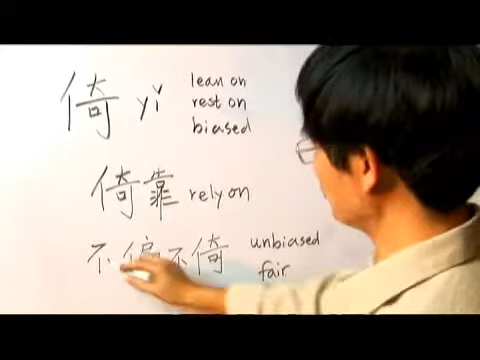 倚 yǐ lean on
rest on
biased
倚靠 rely on
不偏不倚 unbiased
fair